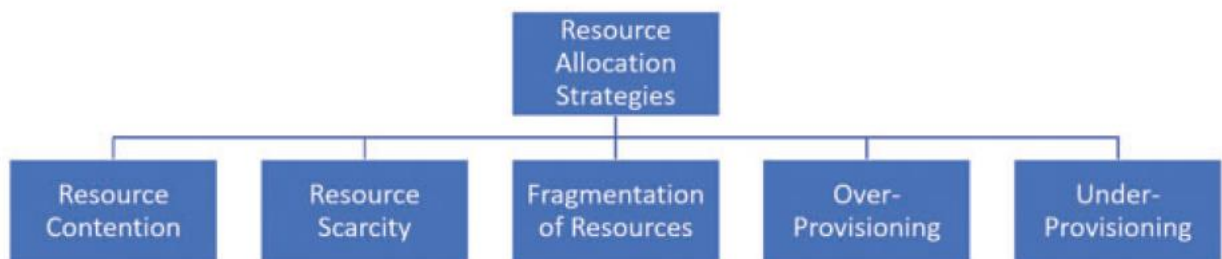 Resource
Allocation
Strategies
Resource
Contention
Resource
Scarcity
Fragmentation
of Resources
Over-
Provisioning
Under-
Provisioning